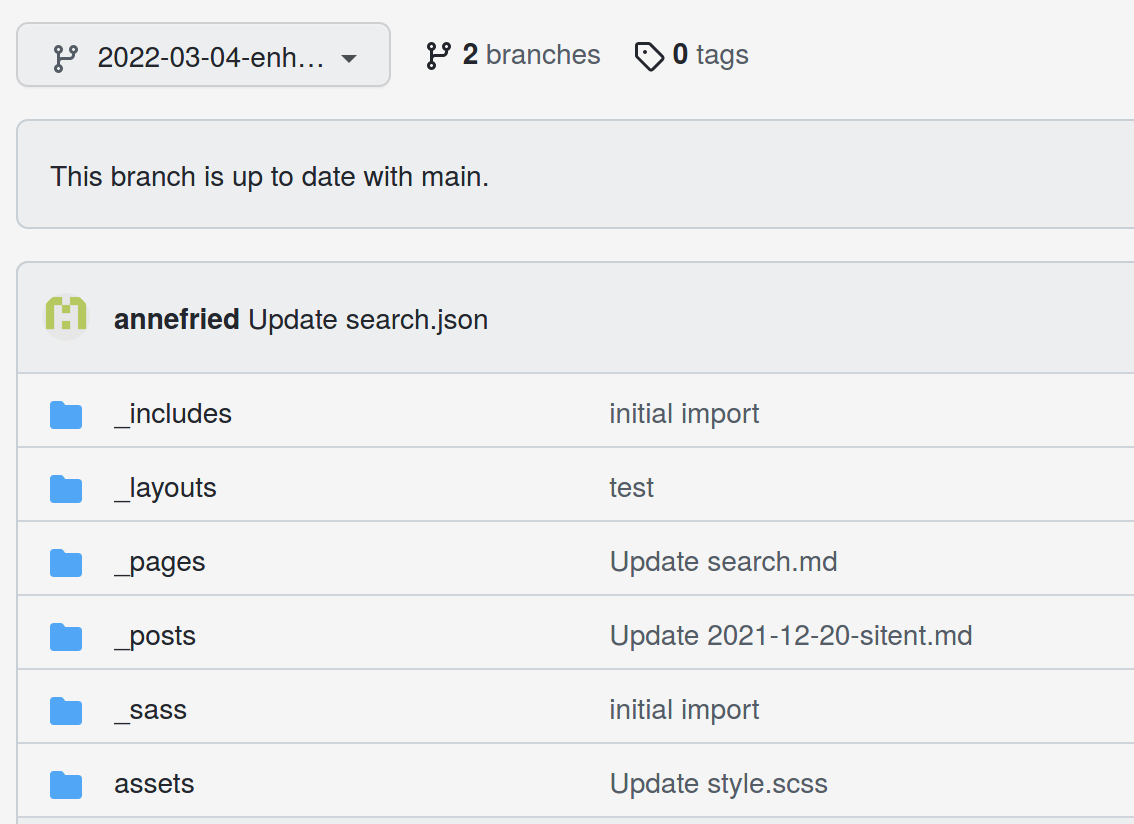 2022-03-04-enh… 2 branches 0 tags
This branch is up to date with main.
annefried Update search.json
_includes initial import
_layouts test
_pages Update search.md
_posts Update 2021-12-20-sitent.md
_sass initial import
assets Update style.scss